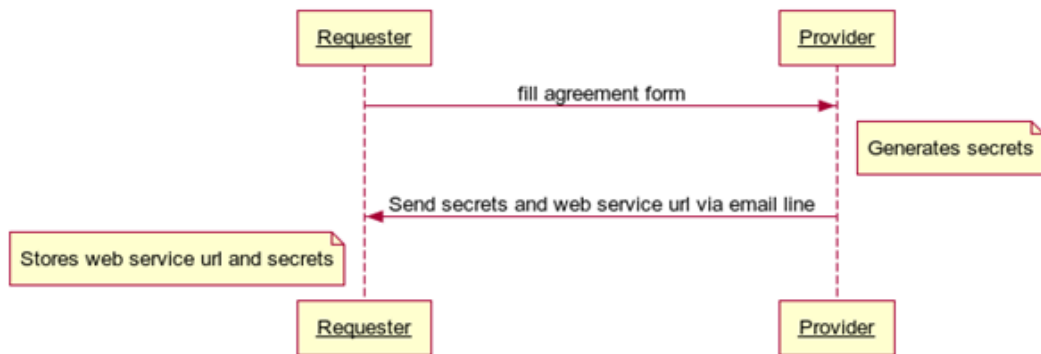 Requester
Provider
fill agreement form
Generates secrets
Send secrets and web service url via email line
Stores web service url and secrets
Requester
Provider